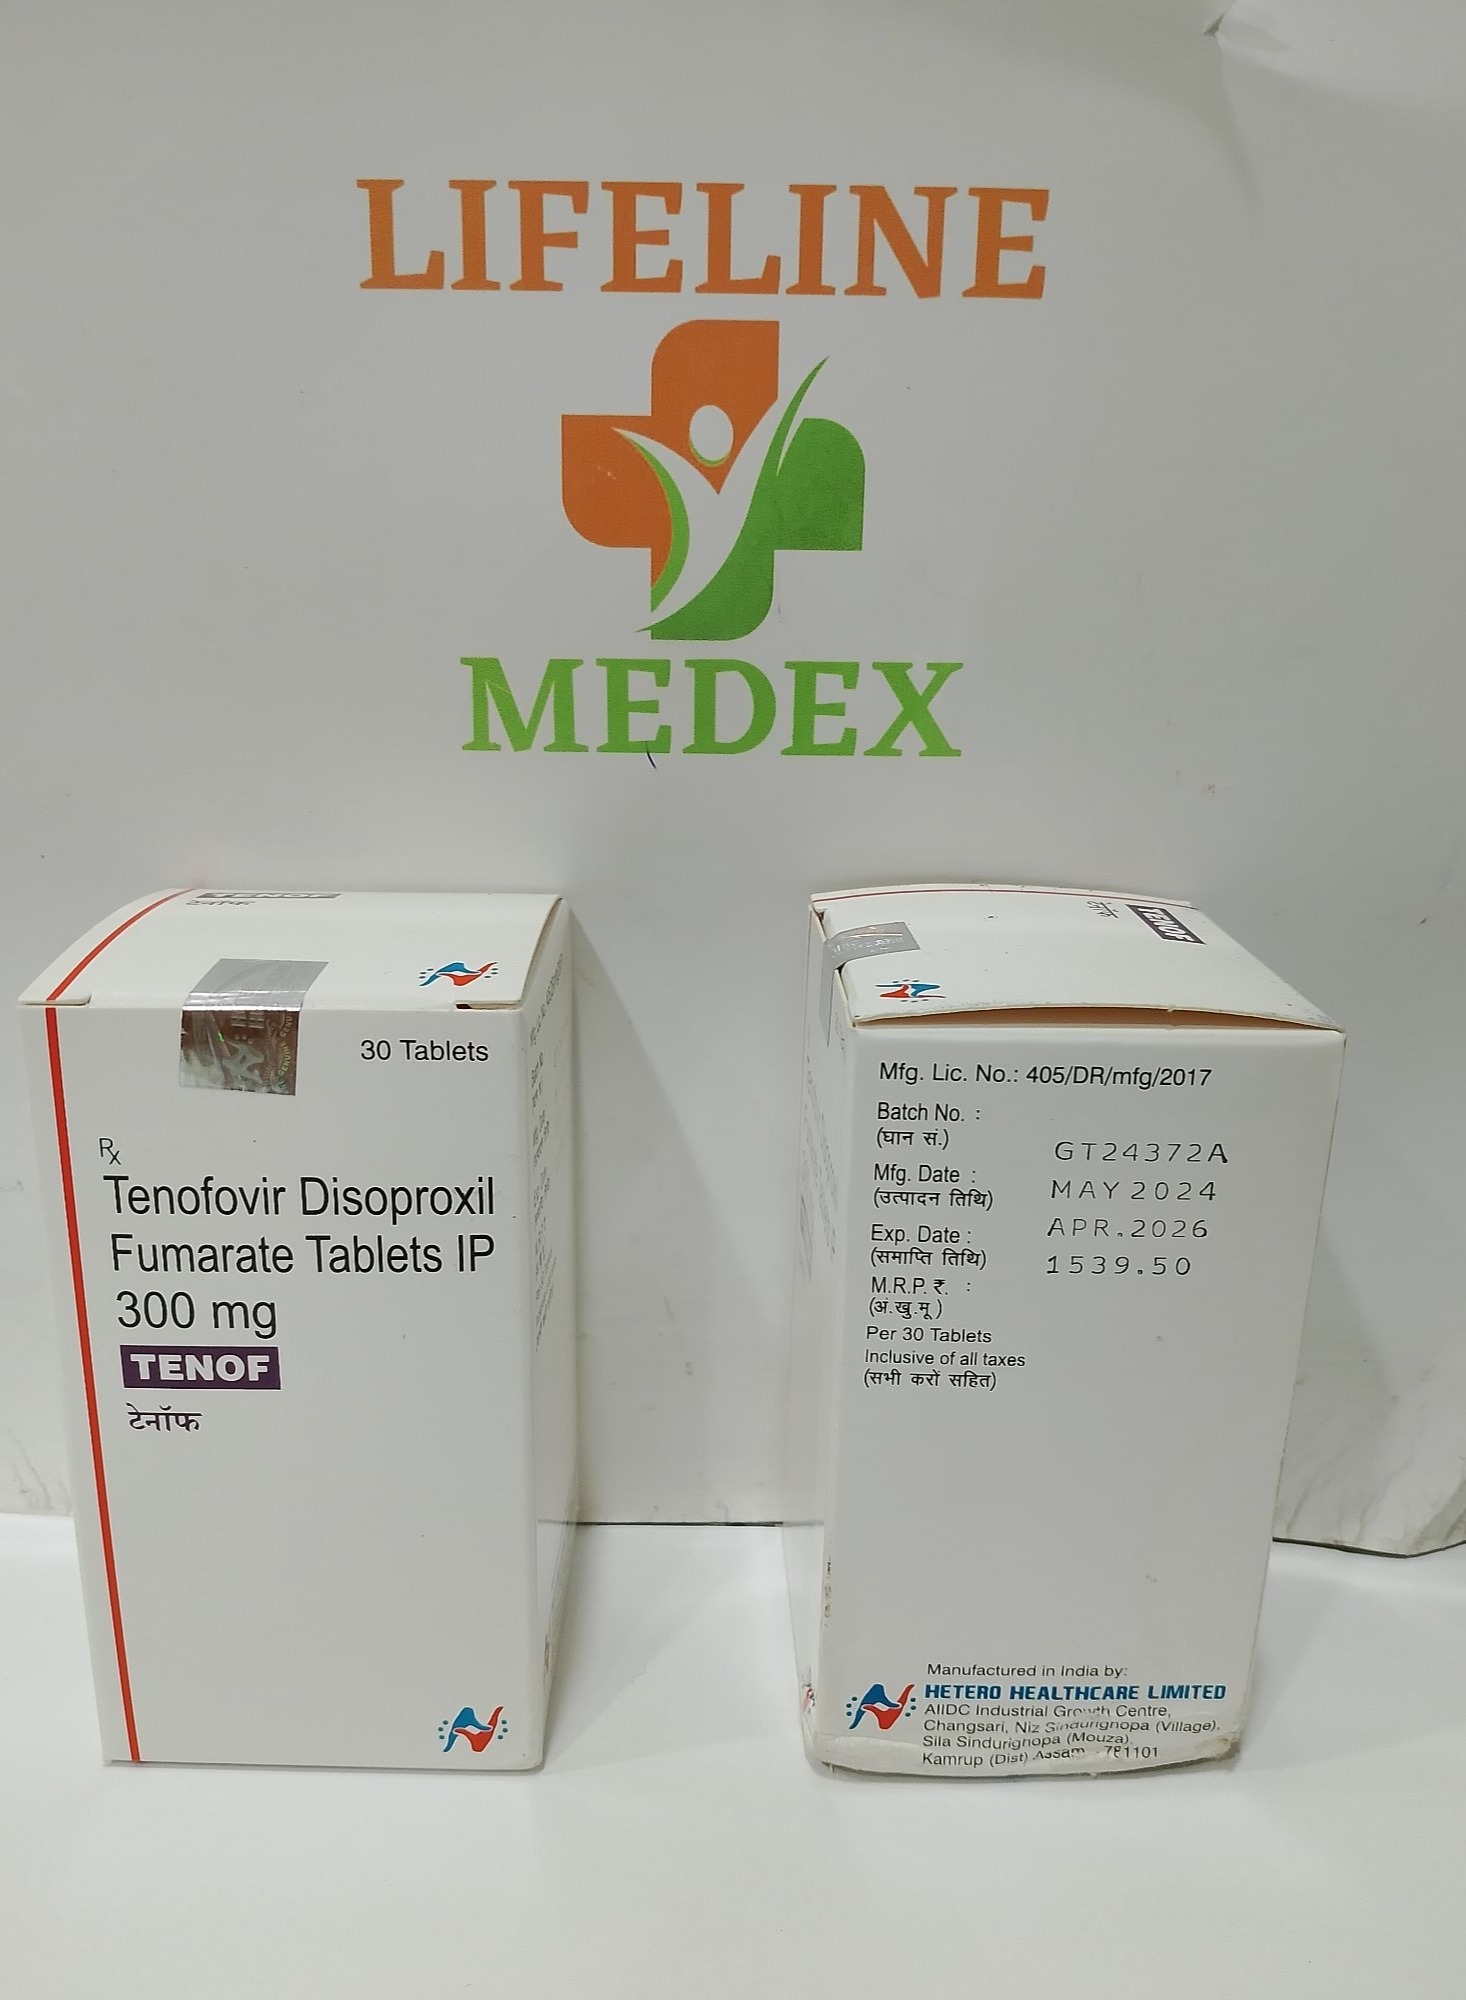 LIFELINE
MEDEX
TENOF
टेनॉफ
30 Tablets
Rx
Tenofovir Disoproxil
Fumarate Tablets IP
300 mg
TENOF
टेनॉफ
TENOF
Mfg. Lic. No.: 405/DR/mfg/2017
Batch No. :
(घान सं.)
GT24372A
Mfg. Date :
(उत्पादन तिथि)
MAY 2024
Exp. Date :
(समाप्ति तिथि)
APR.2026
M.R.P. ₹. :
(अं.खु.मू.)
1539.50
Per 30 Tablets
Inclusive of all taxes
(सभी करों सहित)
Manufactured in India by:
HETERO HEALTHCARE LIMITED
AIIDC Industrial Growth Centre,
Changsari, Niz Sindurighopa (Village),
Sila Sindurighopa (Mouza),
Kamrup (Dist) Assam - 781101